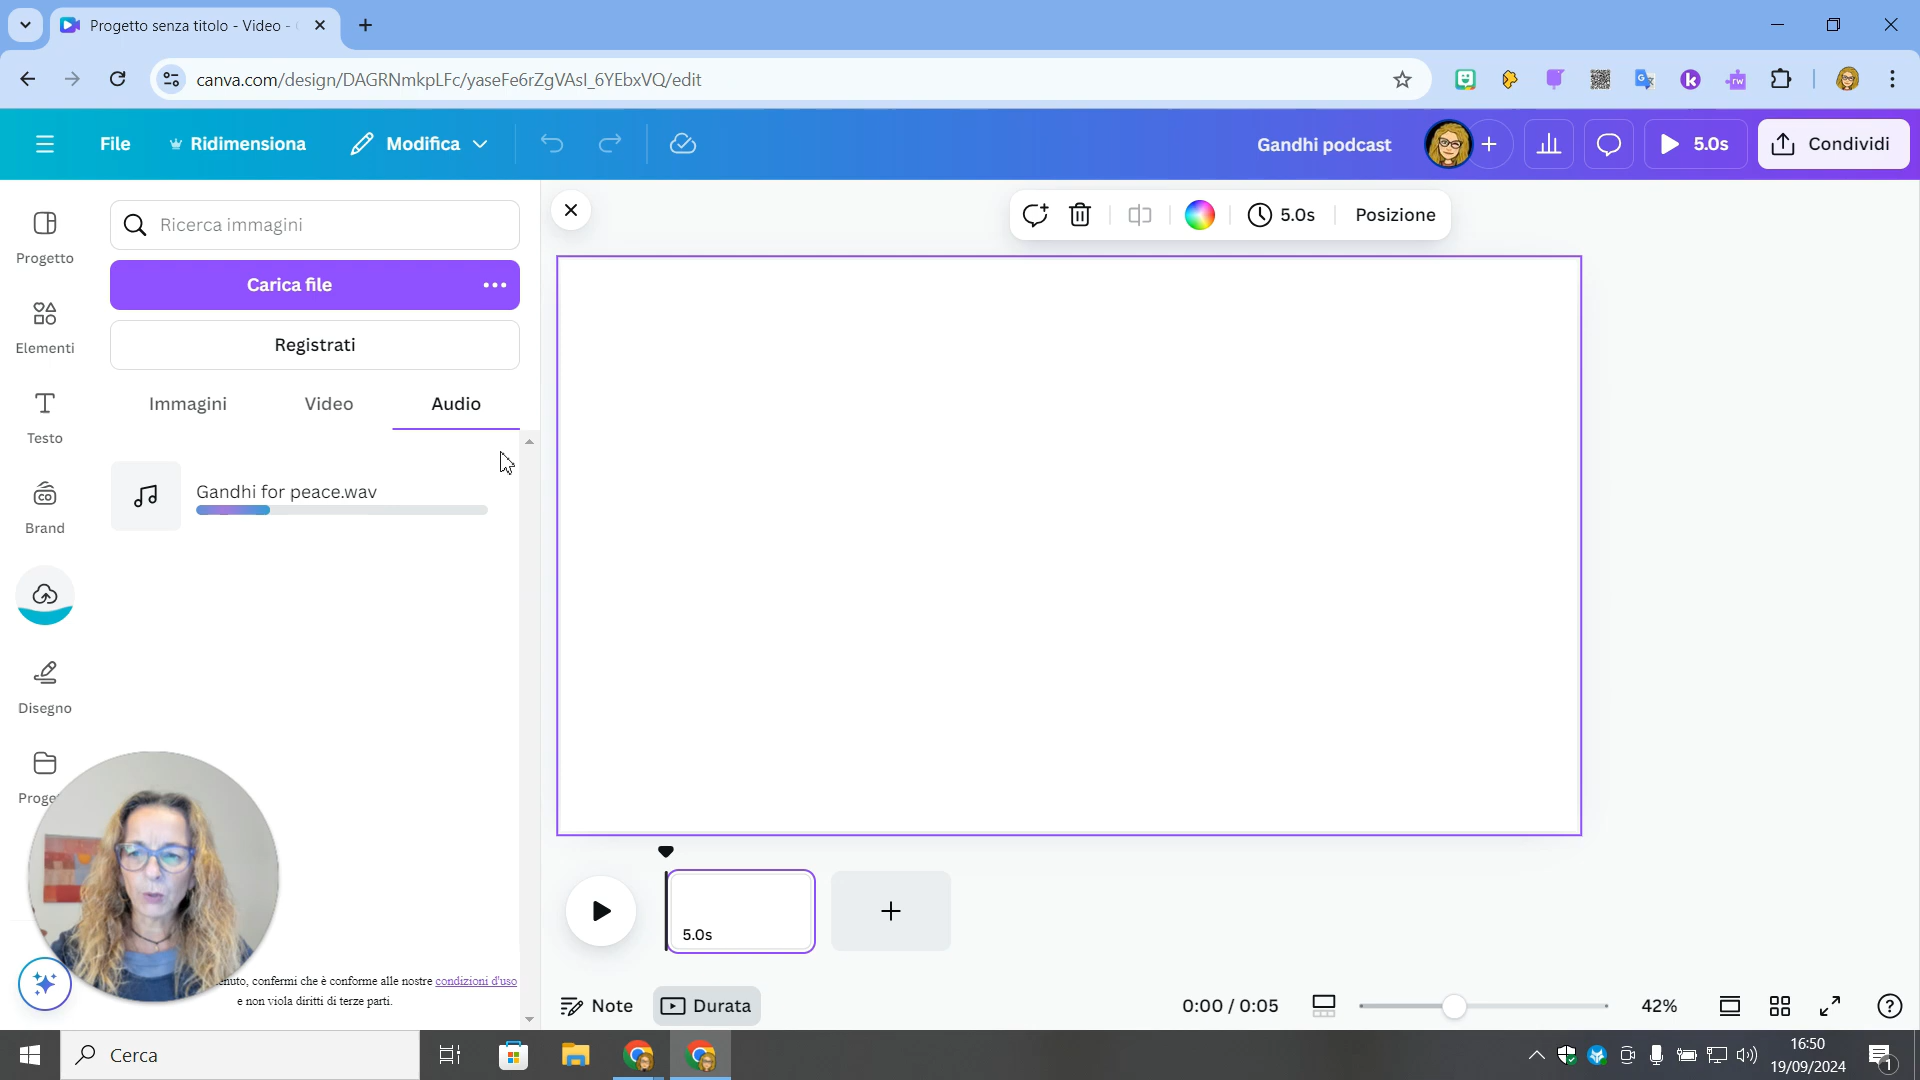 Progetto senza titolo - Video -
canva.com/design/DAGRNmkpLFc/yaseFe6rZgVAsI_6YEbxVQ/edit
File
Ridimensiona
Modifica
Gandhi podcast
5.0s
Condividi
Progetto
Elementi
Testo
Brand
Disegno
Ricerca immagini
Carica file
Registrati
Immagini
Video
Audio
Gandhi for peace.wav
confermi che è conforme alle nostre condizioni d'uso
e non viola diritti di terze parti.
5.0s
Posizione
5.0s
Note
Durata
0:00 / 0:05
42%
Cerca
16:50
19/09/2024
1